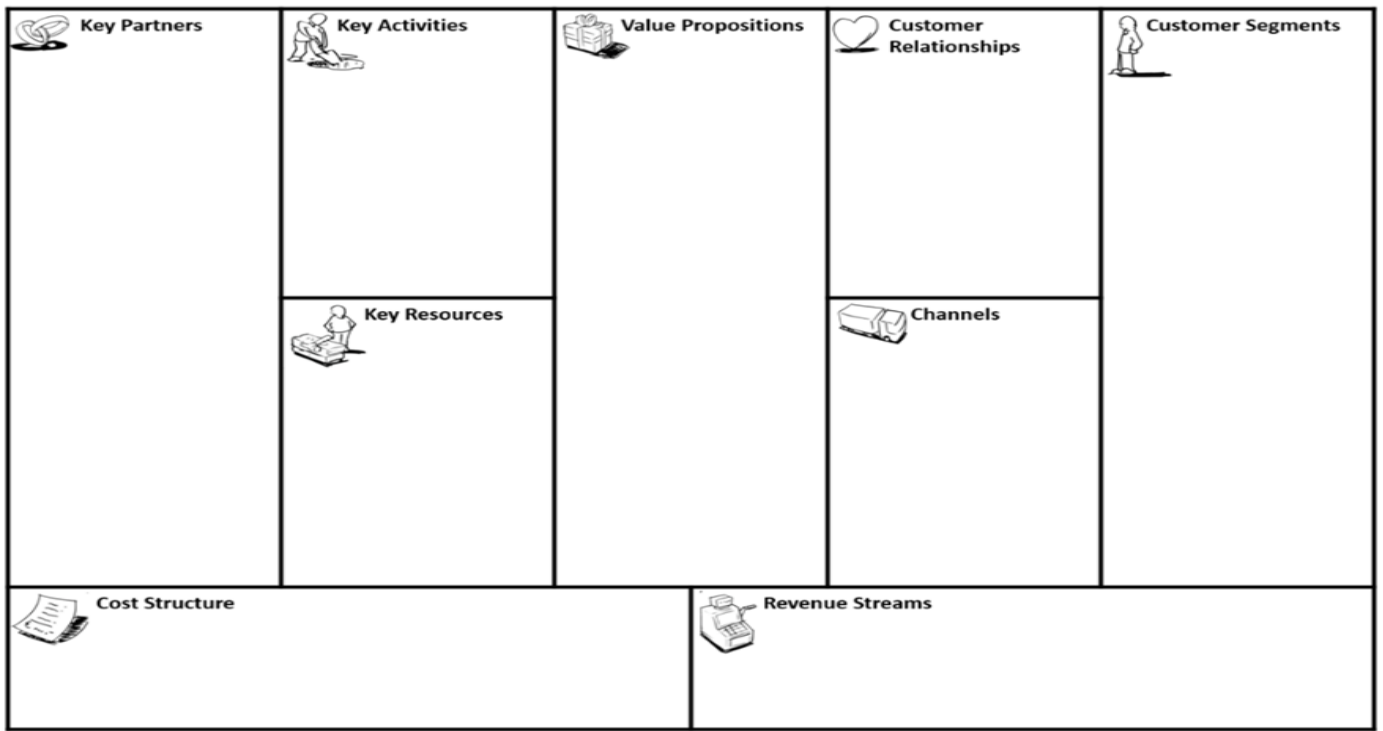 Key Partners
Key Activities
Value Propositions
Customer
Relationships
Customer Segments
Key Resources
Channels
Cost Structure
Revenue Streams